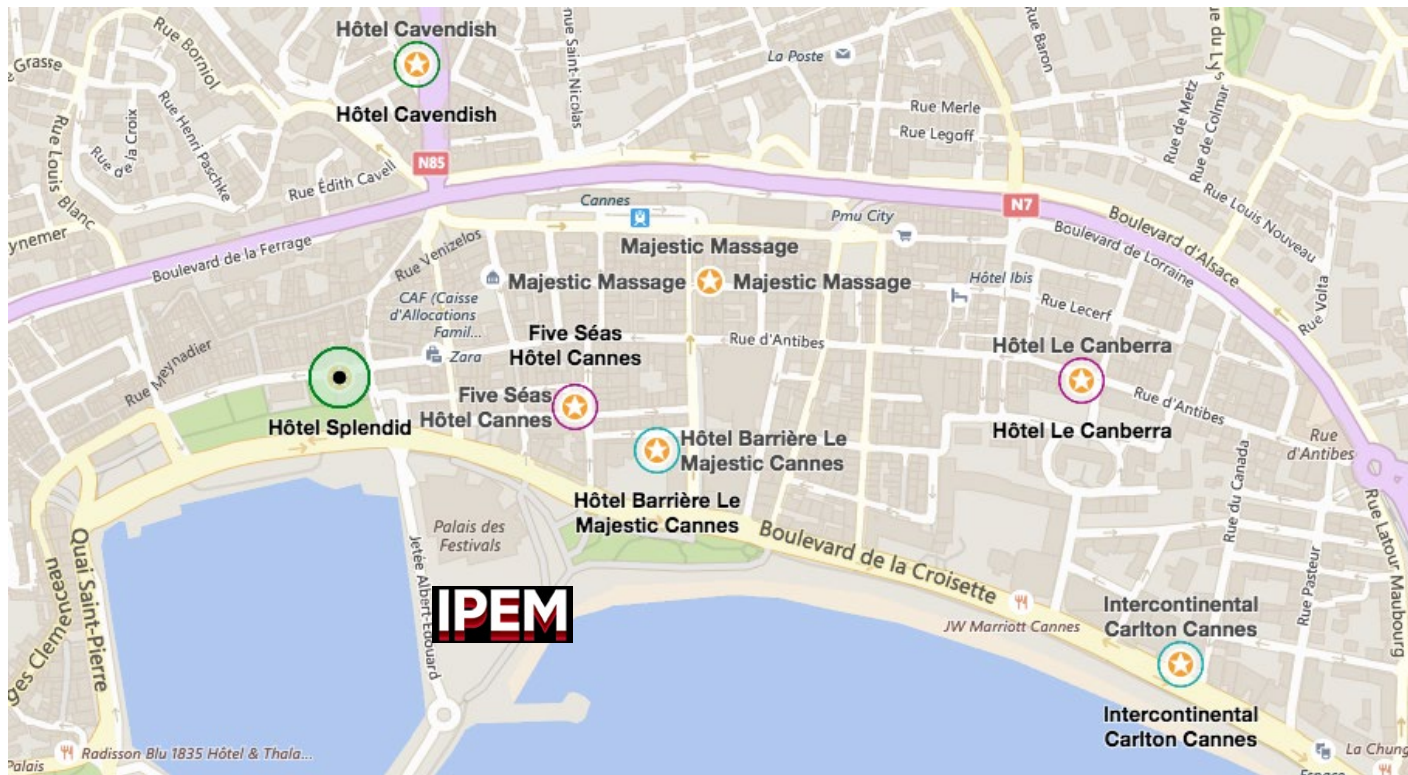 Hôtel Cavendish
Hôtel Cavendish
Rue Borniol
Grasse
Rue Henri Paschke
Rue de la Croix
Rue Louis Blanc
Rue Édith Cavell
N85
nue Saint-Nicolas
La Poste
Rue Baron
Rue du Lys
Rue Merle
Rue Legoff
Rue de Metz
Rue de Colmar
Rue Louis Nouveau
ynemer
Boulevard de la Ferrage
Rue Venizelos
Cannes
Pmu City
N7
Boulevard d'Alsace
Boulevard de Lorraine
Rue Volta
Majestic Massage
Majestic Massage
Majestic Massage
Hôtel Ibis
Rue Lecerf
CAF (Caisse
d'Allocations
Famil...
Zara
Rue Meynadier
Five Séas
Hôtel Cannes
Rue d'Antibes
Hôtel Le Canberra
Five Séas
Hôtel Cannes
Hôtel Splendid
Rue d'Antibes
Hôtel Le Canberra
Rue
d'Antibes
Hôtel Barrière Le
Majestic Cannes
Hôtel Barrière Le
Majestic Cannes
Palais des
Festivals
Boulevard de la Croisette
Rue du Canada
Rue Pasteur
Rue Latour Maubourg
Quai Saint-Pierre
ges Clemenceau
Jetée Albert-Edouard
IPEM
JW Marriott Cannes
Intercontinental
Carlton Cannes
Intercontinental
Carlton Cannes
Radisson Blu 1835 Hôtel & Thala...
Palais
La Chung
Espace